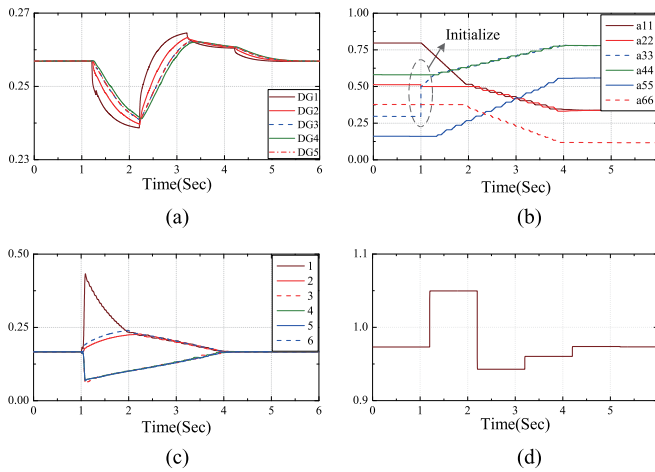 0.27
0.25
0.23
0 1 2 3 4 5 6
Time(Sec)
DG1
DG2
DG3
DG4
DG5
(a)
1.00
0.75
0.50
0.25
0.00
0 1 2 3 4 5
Time(Sec)
Initialize
a11
a22
a33
a44
a55
a66
(b)
0.50
0.25
0.00
0 1 2 3 4 5 6
Time(Sec)
1
2
3
4
5
6
(c)
1.1
1.0
0.9
0 1 2 3 4 5 6
Time(Sec)
(d)